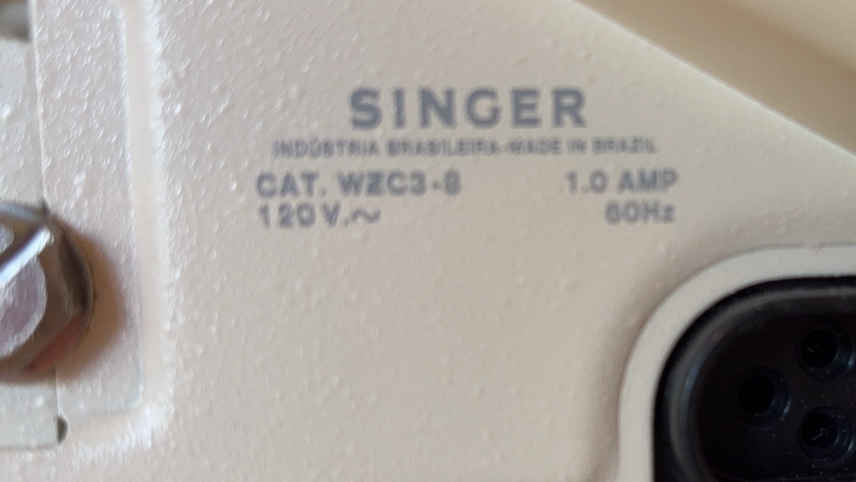 SINGER
INDÚSTRIA BRASILEIRA-MADE IN BRAZIL
CAT. WZC3-8 1.0 AMP
120V.~ 60Hz